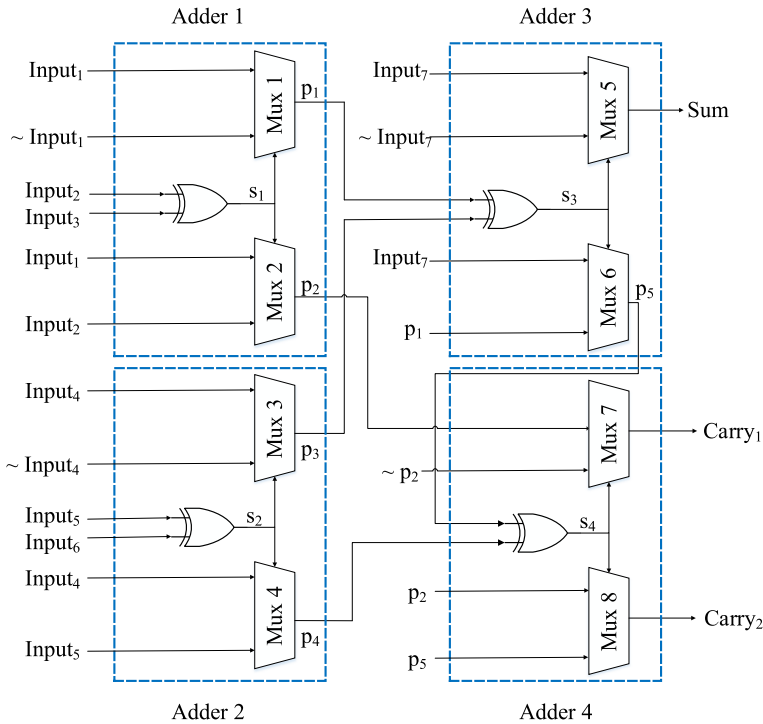 Adder 1
Adder 3
Input₁
~ Input₁
Mux 1
p₁
Input₂
Input₃
s₁
Input₁
Input₂
Mux 2
p₂
Input₇
~ Input₇
Mux 5
Sum
s₃
Input₇
p₁
Mux 6
p₅
Input₄
~ Input₄
Mux 3
p₃
Input₅
Input₆
s₂
Input₄
Input₅
Mux 4
p₄
~ p₂
Mux 7
Carry₁
s₄
p₂
p₅
Mux 8
Carry₂
Adder 2
Adder 4